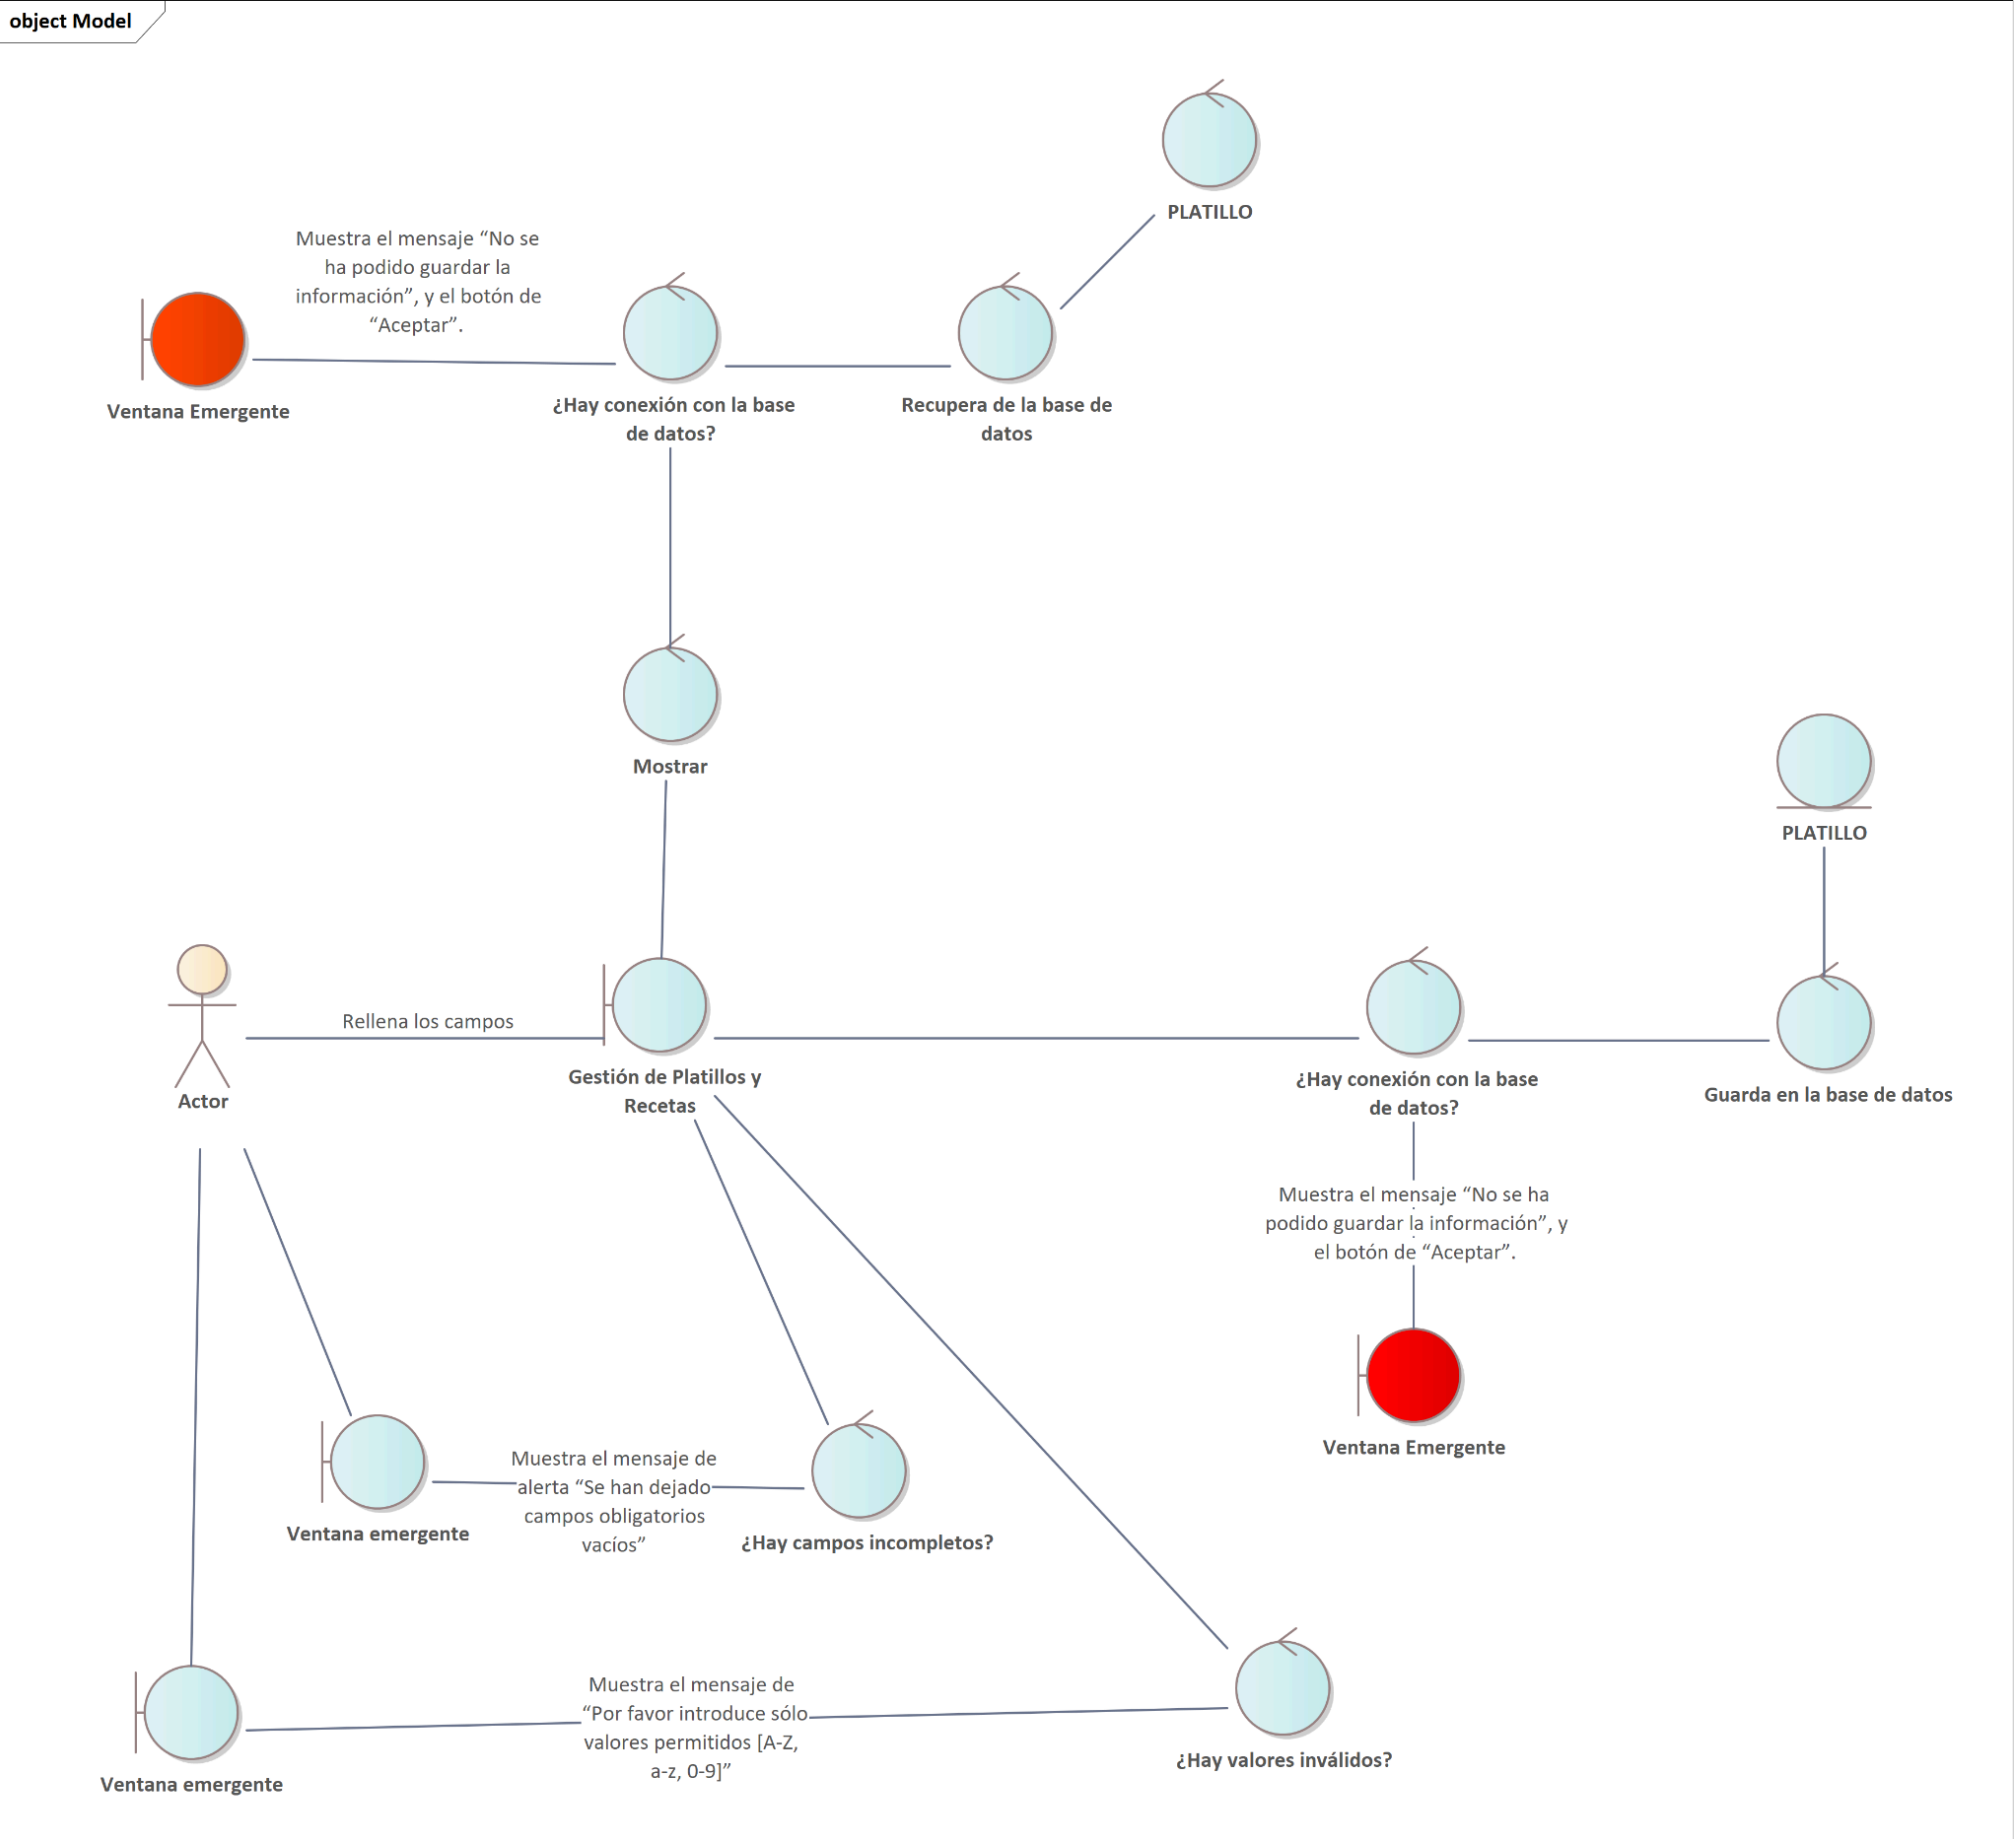 object Model
PLATILLO
Muestra el mensaje “No se
ha podido guardar la
información”, y el botón de
“Aceptar”.
Ventana Emergente
¿Hay conexión con la base
de datos?
Recupera de la base de
datos
Mostrar
PLATILLO
Actor
Rellena los campos
Gestión de Platillos y
Recetas
¿Hay conexión con la base
de datos?
Guarda en la base de datos
Muestra el mensaje “No se ha
podido guardar la información”, y
el botón de “Aceptar”.
Ventana Emergente
Ventana emergente
Muestra el mensaje de
alerta “Se han dejado
campos obligatorios
vacíos”
¿Hay campos incompletos?
Ventana emergente
Muestra el mensaje de
“Por favor introduce sólo
valores permitidos [A-Z,
a-z, 0-9]”
¿Hay valores inválidos?